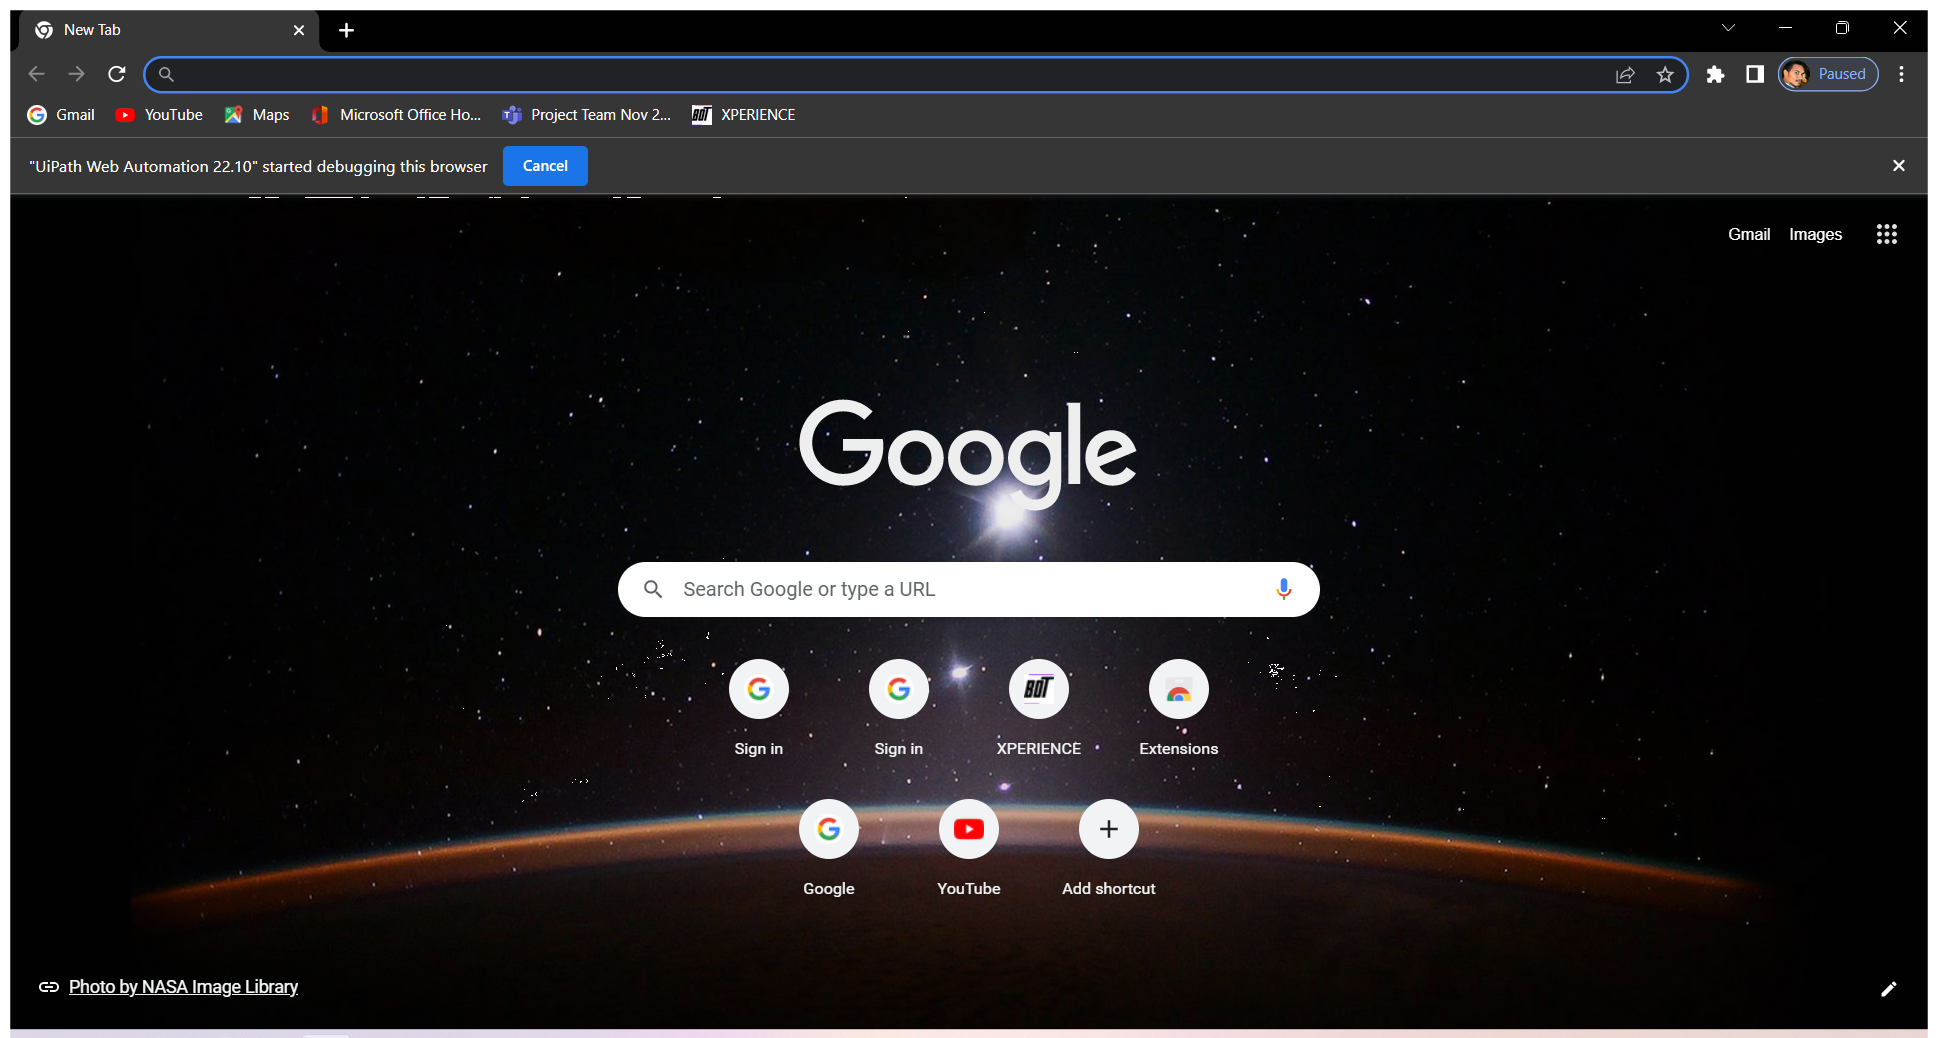 New Tab
Paused
Gmail YouTube Maps Microsoft Office Ho... Project Team Nov 2... BOT XPERIENCE
"UiPath Web Automation 22.10" started debugging this browser Cancel
Gmail Images
Google
Search Google or type a URL
G G BOT
Sign in Sign in XPERIENCE Extensions
G
Google YouTube Add shortcut
Photo by NASA Image Library